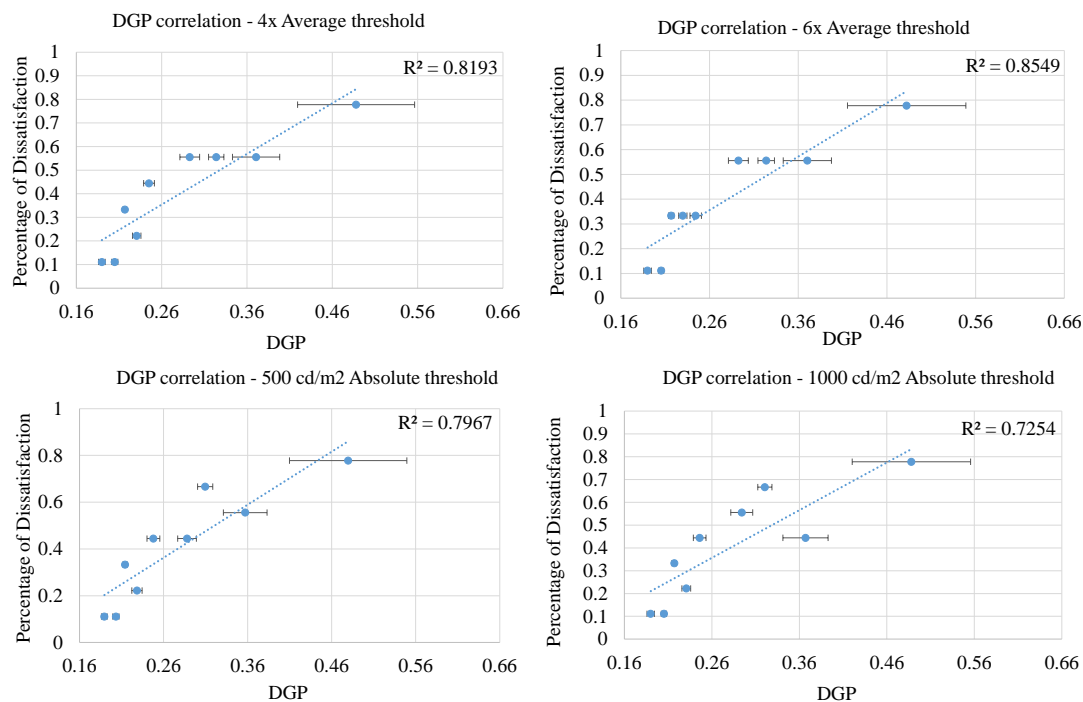 DGP correlation - 4x Average threshold
R² = 0.8193
Percentage of Dissatisfaction
1
0.9
0.8
0.7
0.6
0.5
0.4
0.3
0.2
0.1
0
0.16 0.26 0.36 0.46 0.56 0.66
DGP
DGP correlation - 6x Average threshold
R² = 0.8549
Percentage of Dissatisfaction
1
0.9
0.8
0.7
0.6
0.5
0.4
0.3
0.2
0.1
0
0.16 0.26 0.36 0.46 0.56 0.66
DGP
DGP correlation - 500 cd/m2 Absolute threshold
R² = 0.7967
Percentage of Dissatisfaction
1
0.8
0.6
0.4
0.2
0
0.16 0.26 0.36 0.46 0.56 0.66
DGP
DGP correlation - 1000 cd/m2 Absolute threshold
R² = 0.7254
Percentage of Dissatisfaction
1
0.9
0.8
0.7
0.6
0.5
0.4
0.3
0.2
0.1
0
0.16 0.26 0.36 0.46 0.56 0.66
DGP